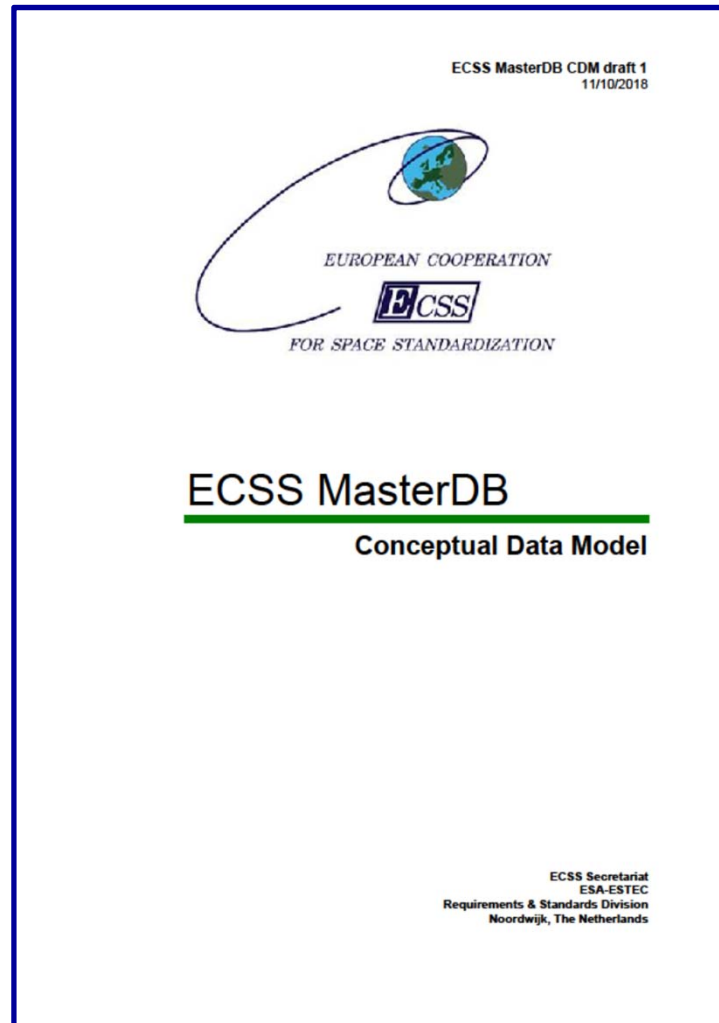 ECSS MasterDB CDM draft 1
11/10/2018
EUROPEAN COOPERATION
ECSS
FOR SPACE STANDARDIZATION
ECSS MasterDB
Conceptual Data Model
ECSS Secretariat
ESA-ESTEC
Requirements & Standards Division
Noordwijk, The Netherlands